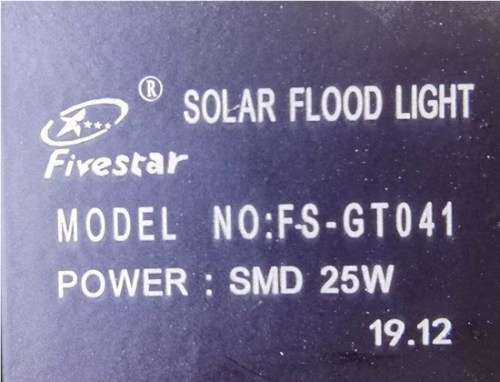 ® SOLAR FLOOD LIGHT
Fivestar
MODEL NO:FS-GT041
POWER : SMD 25W
19.12